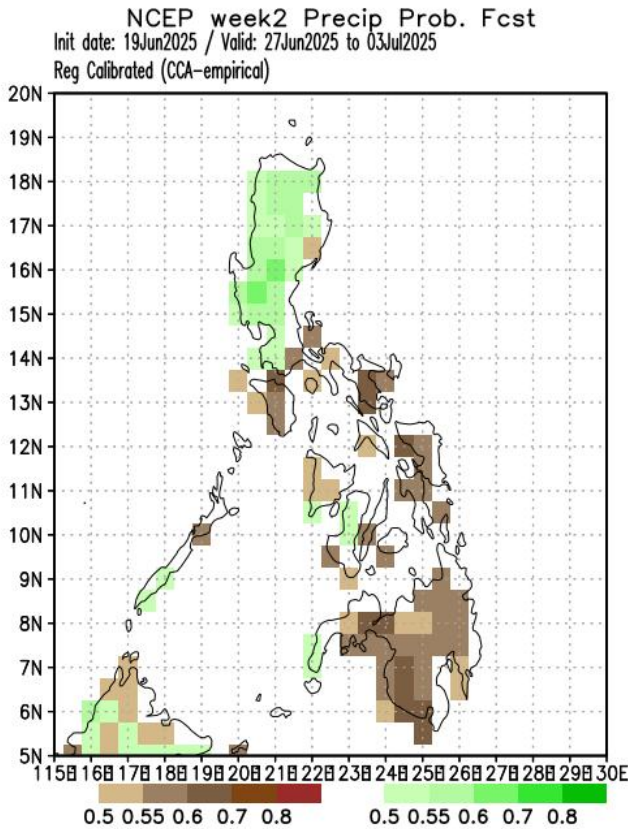 NCEP week2 Precip Prob. Fcst
Init date: 19Jun2025 / Valid: 27Jun2025 to 03Jul2025
Reg Calibrated (CCA-empirical)
20N
19N
18N
17N
16N
15N
14N
13N
12N
11N
10N
9N
8N
7N
6N
5N
115E 116E 117E 118E 119E 120E 121E 122E 123E 124E 125E 126E 127E 128E 129E 130E
0.5 0.55 0.6 0.7 0.8 0.5 0.55 0.6 0.7 0.8